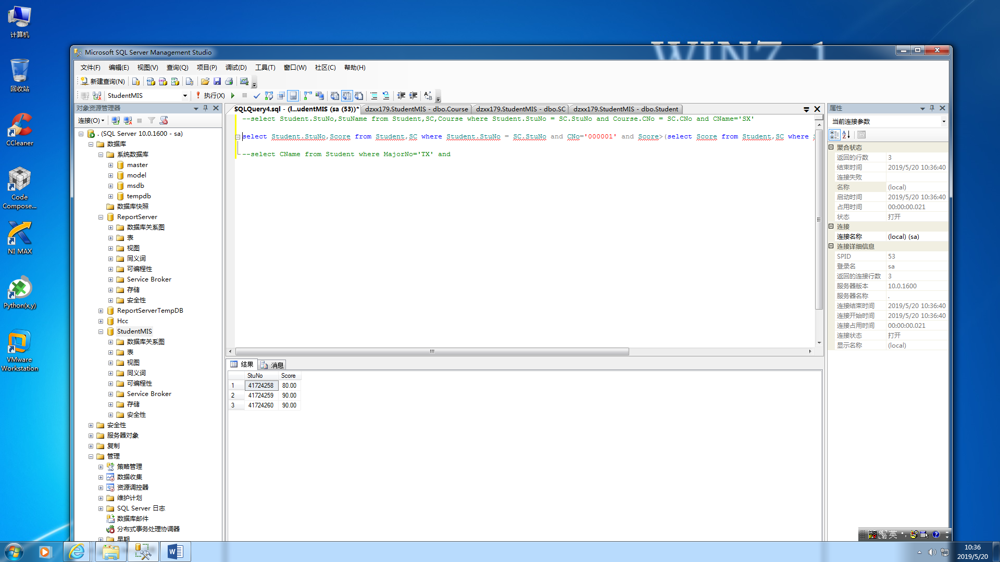 计算机
回收站
CCleaner
Code
Compose...
NI MAX
Python(x,y)
VMware
Workstation
WIN7_1
Microsoft SQL Server Management Studio
文件(F) 编辑(E) 视图(V) 查询(Q) 项目(P) 调试(D) 工具(T) 窗口(W) 社区(C) 帮助(H)
新建查询(N)
StudentMIS 执行(X)
对象资源管理器
连接(O)
. (SQL Server 10.0.1600 - sa)
数据库
系统数据库
master
model
msdb
tempdb
数据库快照
ReportServer
数据库关系图
表
视图
同义词
可编程性
Service Broker
存储
安全性
ReportServerTempDB
Hcc
StudentMIS
数据库关系图
表
视图
同义词
可编程性
Service Broker
存储
安全性
安全性
服务器对象
复制
管理
策略管理
数据收集
资源调控器
维护计划
SQL Server 日志
数据库邮件
分布式事务处理协调器
早期
SQLQuery4.sql - (l...udentMIS (sa (53))* dzxx179.StudentMIS - dbo.Course dzxx179.StudentMIS - dbo.SC dzxx179.StudentMIS - dbo.Student
--select Student.StuNo,StuName from Student,SC,Course where Student.StuNo = SC.StuNo and Course.CNo = SC.CNo and CName='SX'
select Student.StuNo,Score from Student,SC where Student.StuNo = SC.StuNo and CNo='000001' and Score>(select Score from Student,SC where S
--select CName from Student where MajorNo='TX' and
结果 消息
StuNo Score
1 41724258 80.00
2 41724259 90.00
3 41724260 90.00
属性
当前连接参数
聚合状态
返回的行数 3
结束时间 2019/5/20 10:36:40
连接失败
名称 (local)
启动时间 2019/5/20 10:36:40
占用时间 00:00:00.021
状态 打开
连接
连接名称 (local) (sa)
连接详细信息
SPID 53
登录名 sa
返回的连接行数 3
服务器版本 10.0.1600
服务器名称 .
连接结束时间 2019/5/20 10:36:40
连接开始时间 2019/5/20 10:36:40
连接占用时间 00:00:00.021
连接状态 打开
显示名称 (local)
英
10:36
2019/5/20